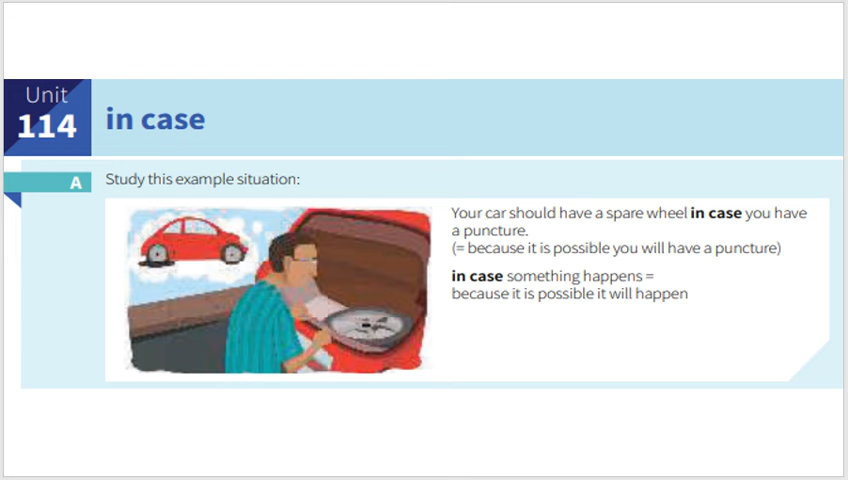 Unit
114
in case
A
Study this example situation:
Your car should have a spare wheel in case you have
a puncture.
(= because it is possible you will have a puncture)
in case something happens =
because it is possible it will happen